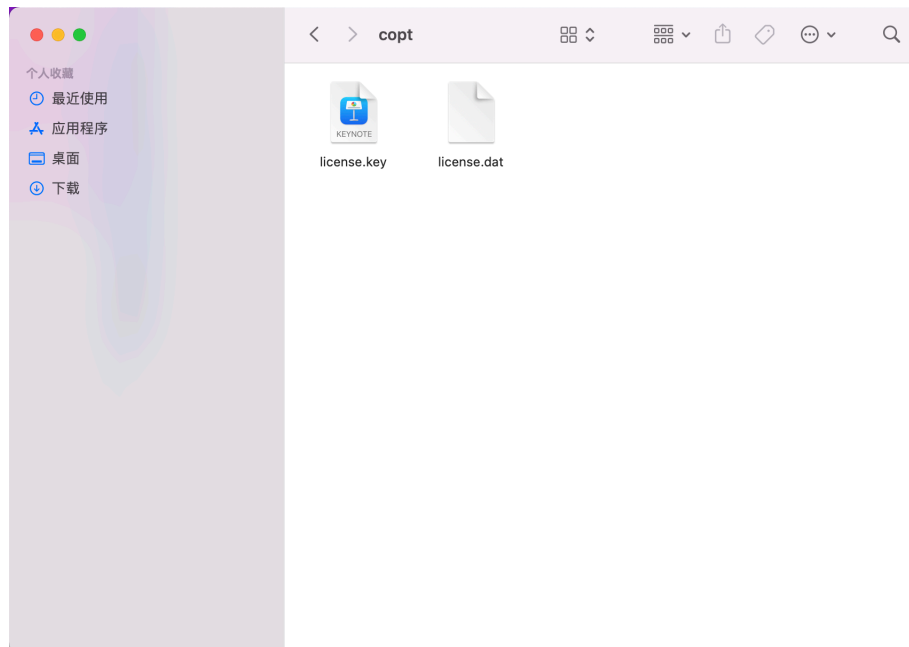 copt
个人收藏
最近使用
应用程序
桌面
下载
KEYNOTE
license.key
license.dat